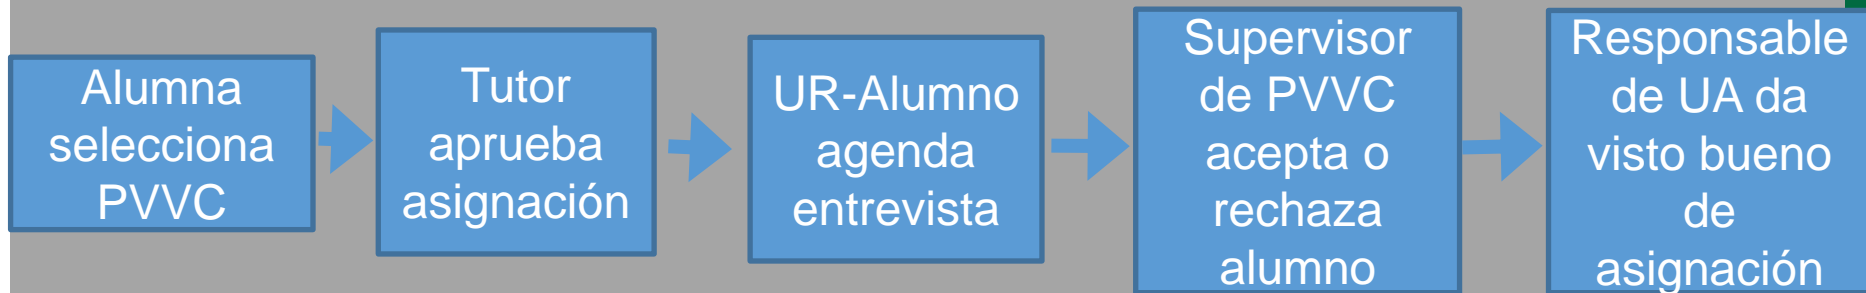 Alumna
selecciona
PVVC
Tutor
aprueba
asignación
UR-Alumno
agenda
entrevista
Supervisor
de PVVC
acepta o
rechaza
alumno
Responsable
de UA da
visto bueno
de
asignación